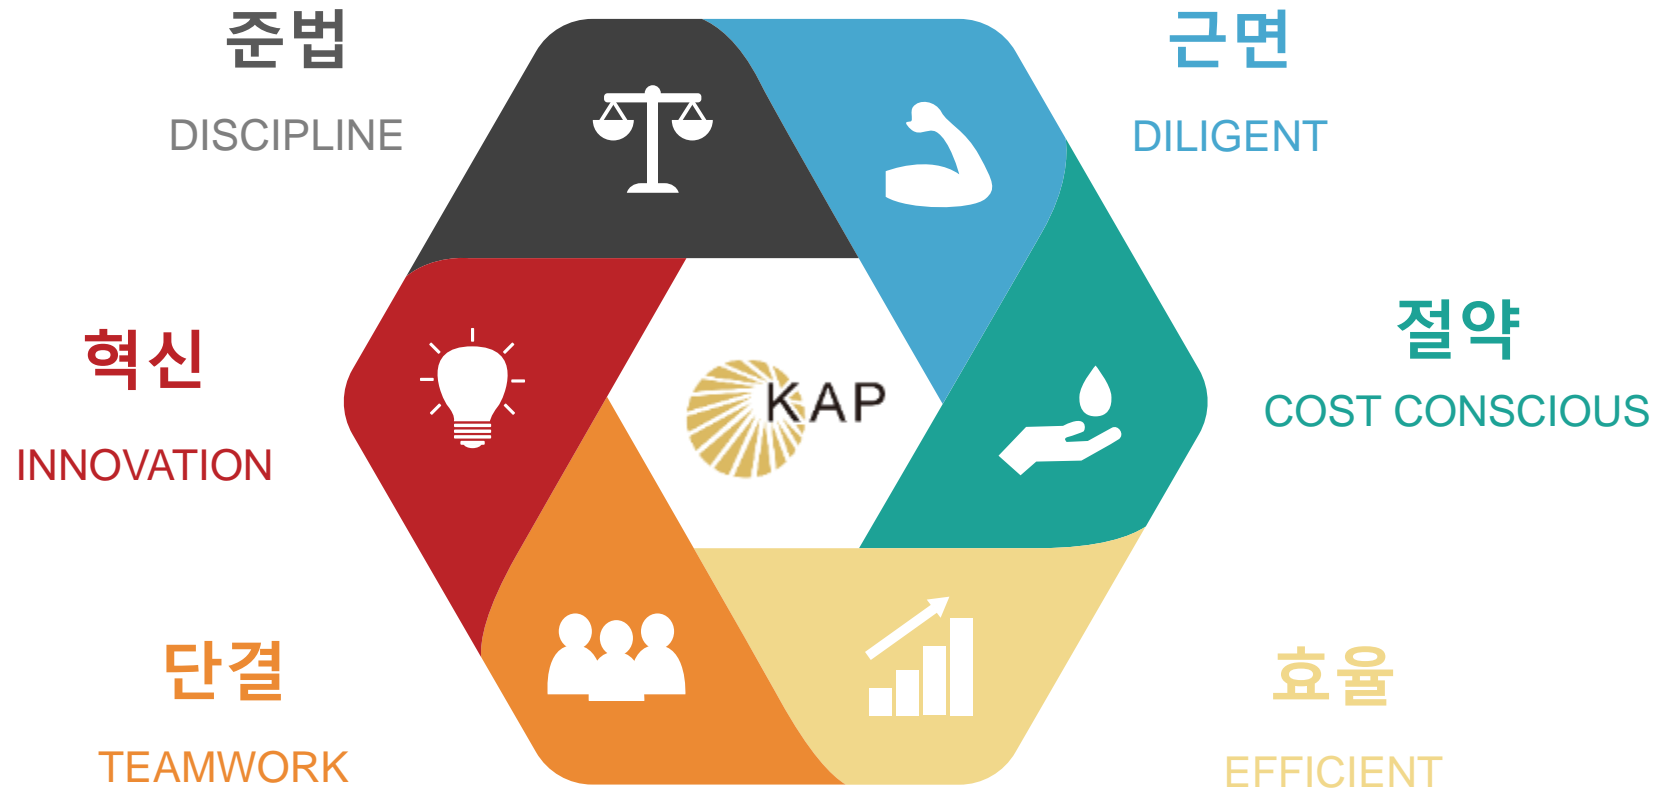 준법
DISCIPLINE
근면
DILIGENT
혁신
INNOVATION
KAP
절약
COST CONSCIOUS
단결
TEAMWORK
효율
EFFICIENT